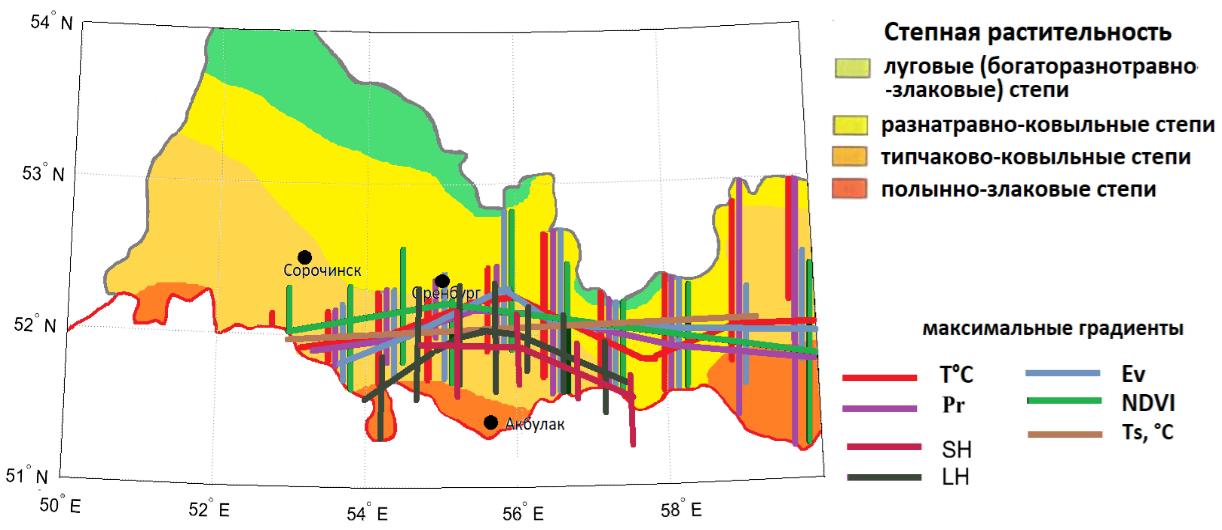 54° N
53° N
52° N
51° N
50° E
52° E
54° E
56° E
58° E
Сорочинск
Оренбург
Акбулак
Степная растительность
луговые (богаторазнотравно-
-злаковые) степи
разнатравно-ковыльные степи
типчаково-ковыльные степи
полынно-злаковые степи
максимальные градиенты
T°C
Pr
SH
LH
Ev
NDVI
Ts, °C